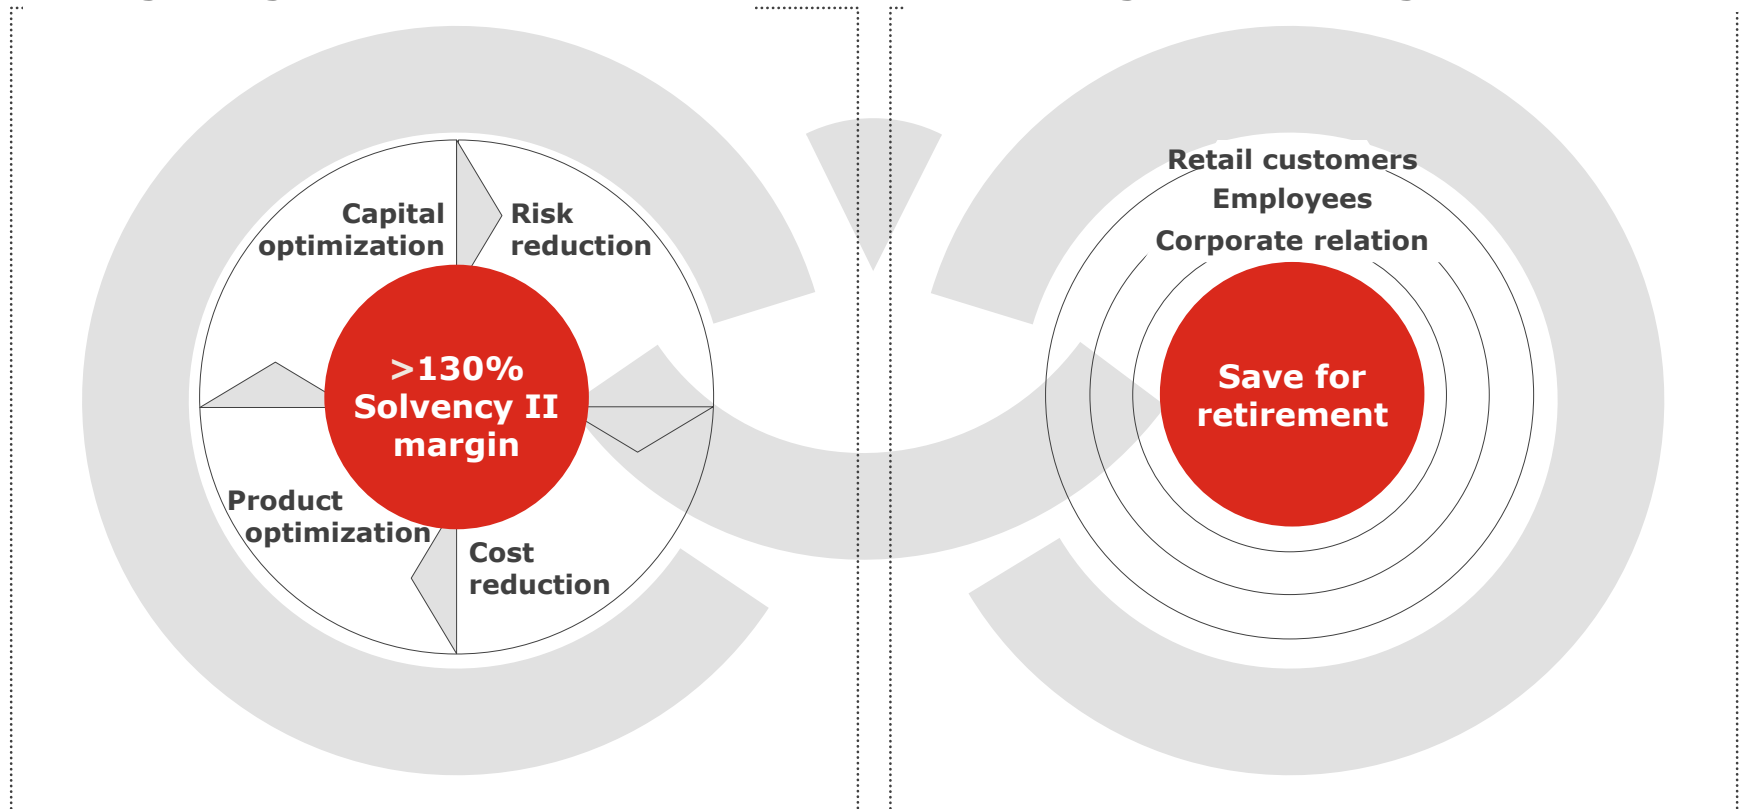 Capital
optimization
Risk
reduction
>130%
Solvency II
margin
Product
optimization
Cost
reduction
Retail customers
Employees
Corporate relation
Save for
retirement